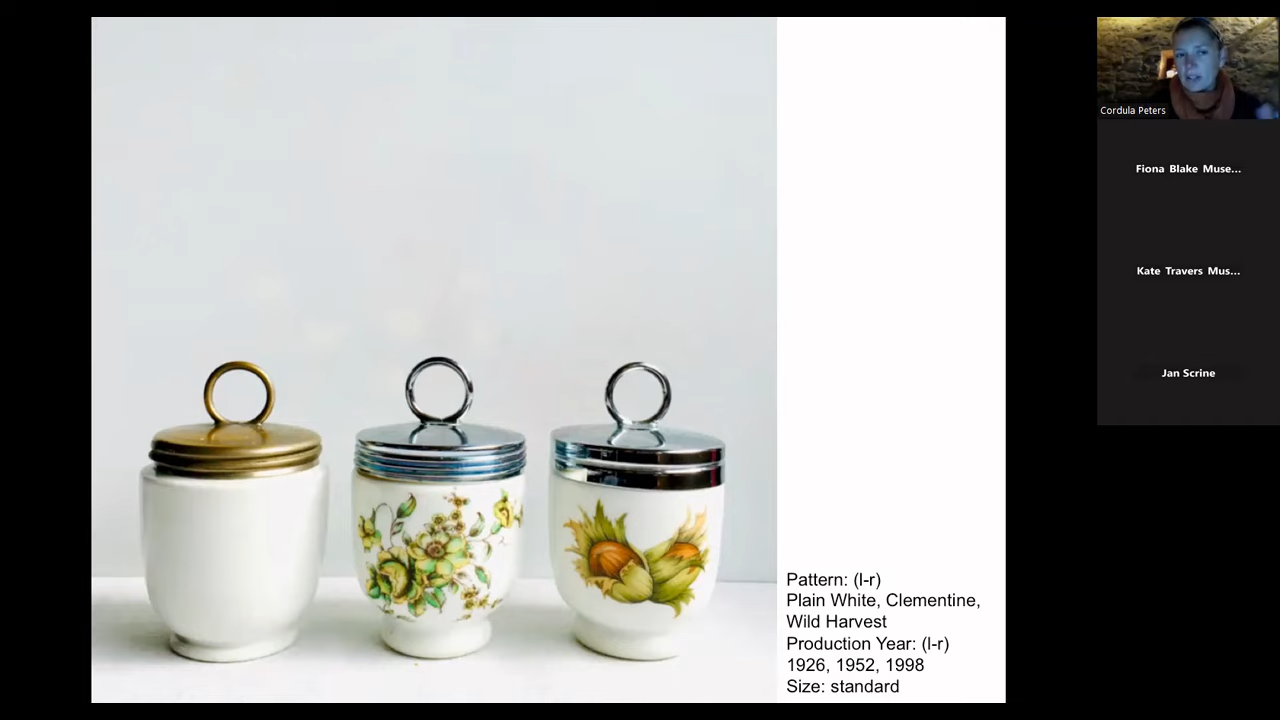 Pattern: (l-r)
Plain White, Clementine,
Wild Harvest
Production Year: (l-r)
1926, 1952, 1998
Size: standard
Cordula Peters
Fiona Blake Muse...
Kate Travers Mus...
Jan Scrine